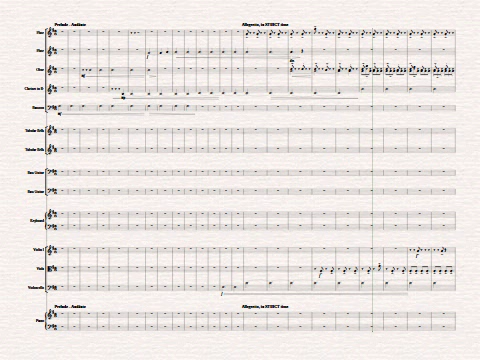 Prelude - Andante
Allegretto, in STRICT time
Flute
Flute
Oboe
Clarinet in B
Bassoon
Tubular Bells
Tubular Bells
Bass Guitar
Bass Guitar
Keyboard
Violin I
Viola
Violoncello
Prelude - Andante
Allegretto, in STRICT time
Piano